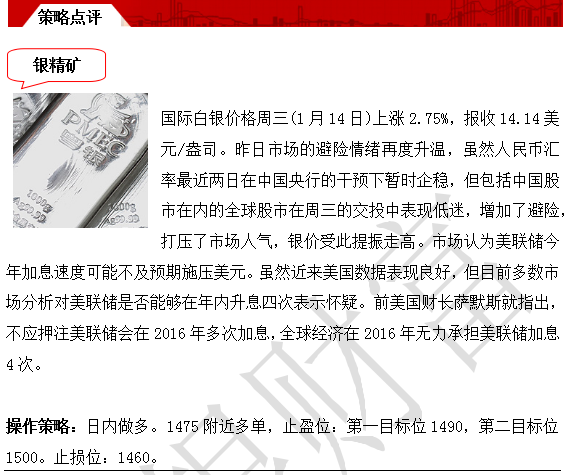 策略点评
银精矿
PMEC
国际白银价格周三(1月14日)上涨2.75%，报收14.14美
元/盎司。昨日市场的避险情绪再度升温，虽然人民币汇
率最近两日在中国央行的干预下暂时企稳，但包括中国股
市在内的全球股市在周三的交投中表现低迷，增加了避险，
打压了市场人气，银价受此提振走高。市场认为美联储今
年加息速度可能不及预期施压美元。虽然近来美国数据表现良好，但目前多数市
场分析对美联储是否能够在年内升息四次表示怀疑。前美国财长萨默斯就指出，
不应押注美联储会在2016年多次加息，全球经济在2016年无力承担美联储加息
4次。
操作策略：日内做多。1475附近多单，止盈位：第一目标位1490，第二目标位
1500。止损位：1460。
财富